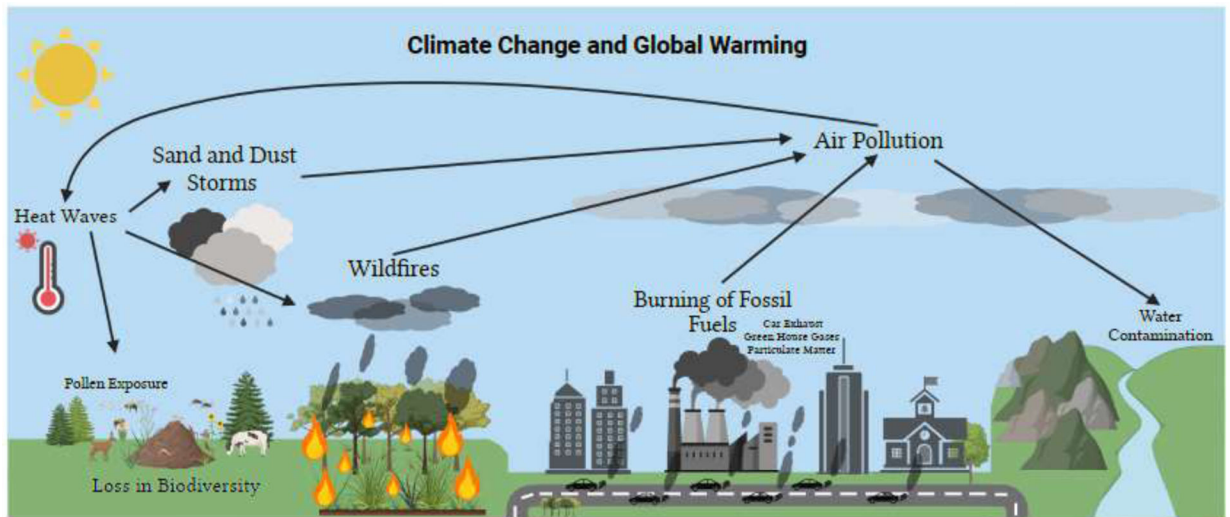 Climate Change and Global Warming
Air Pollution
Sand and Dust
Storms
Heat Waves
Wildfires
Burning of Fossil
Fuels
Car Exhaust
Green House Gases
Particulate Matter
Water
Contamination
Pollen Exposure
Loss in Biodiversity